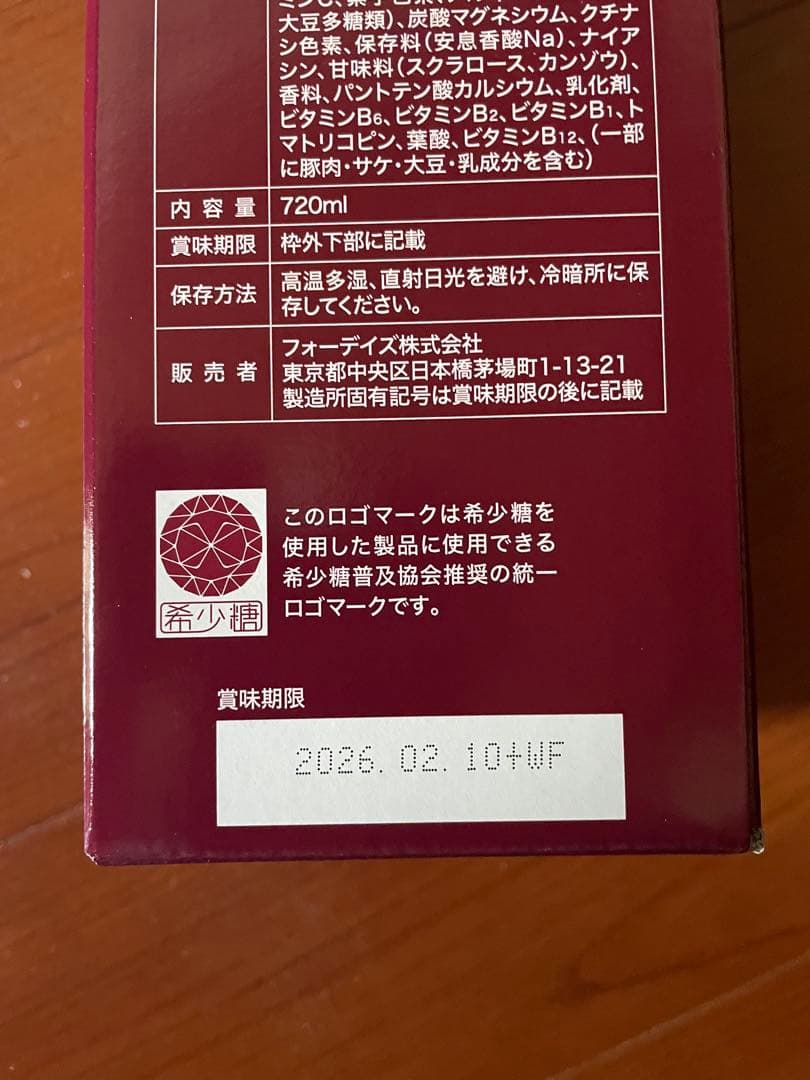 大豆多糖類)、炭酸マグネシウム、クチナ
シ色素、保存料(安息香酸Na)、ナイア
シン、甘味料(スクラロース、カンゾウ)、
香料、パントテン酸カルシウム、乳化剤、
ビタミンB6、ビタミンB2、ビタミンB1、ト
マトリコピン、葉酸、ビタミンB12、(一部
に豚肉・サケ・大豆・乳成分を含む)
内容量 720ml
賞味期限 枠外下部に記載
保存方法 高温多湿、直射日光を避け、冷暗所に保
存してください。
販売者 フォーデイズ株式会社
東京都中央区日本橋茅場町1-13-21
製造所固有記号は賞味期限の後に記載
このロゴマークは希少糖を
使用した製品に使用できる
希少糖普及協会推奨の統一
ロゴマークです。
希少糖
賞味期限
2026.02.10+WF